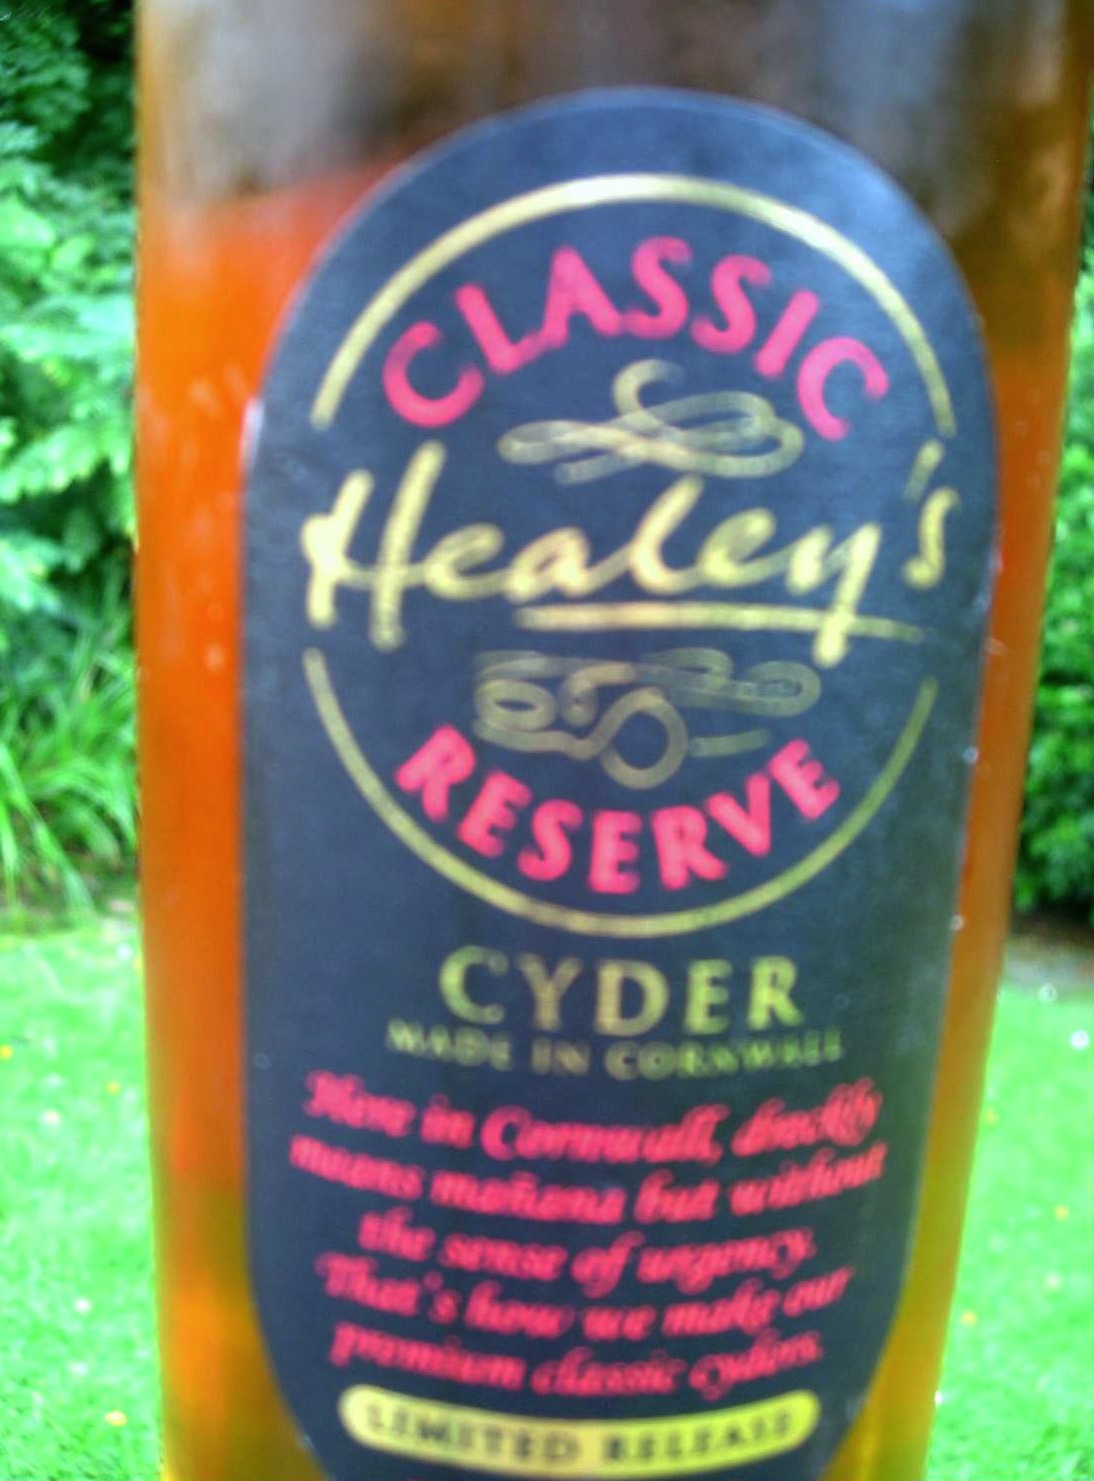 CLASSIC
Healey's
RESERVE
CYDER
MADE IN CORNWALL
Here in Cornwall, dreckly
means mañana but without
the sense of urgency.
That's how we make our
premium classic cyders.
LIMITED RELEASE